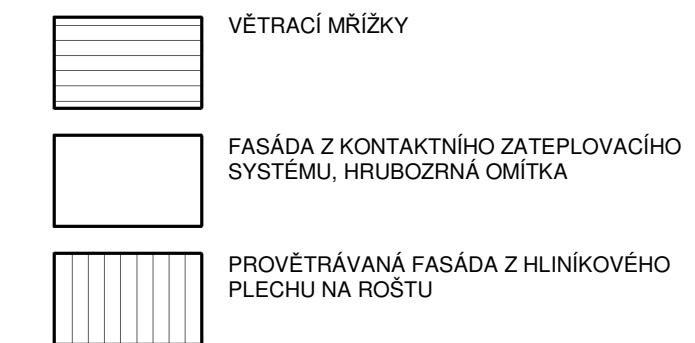 VĚTRACÍ MŘÍŽKY
FASÁDA Z KONTAKTNÍHO ZATEPLOVACÍHO
SYSTÉMU, HRUBOZRNÁ OMÍTKA
PROVĚTRÁVANÁ FASÁDA Z HLINÍKOVÉHO
PLECHU NA ROŠTU